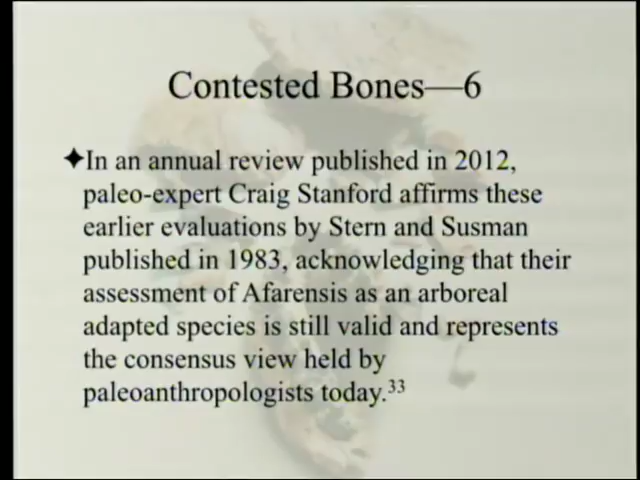 Contested Bones—6
✦In an annual review published in 2012,
paleo-expert Craig Stanford affirms these
earlier evaluations by Stern and Susman
published in 1983, acknowledging that their
assessment of Afarensis as an arboreal
adapted species is still valid and represents
the consensus view held by
paleoanthropologists today.33